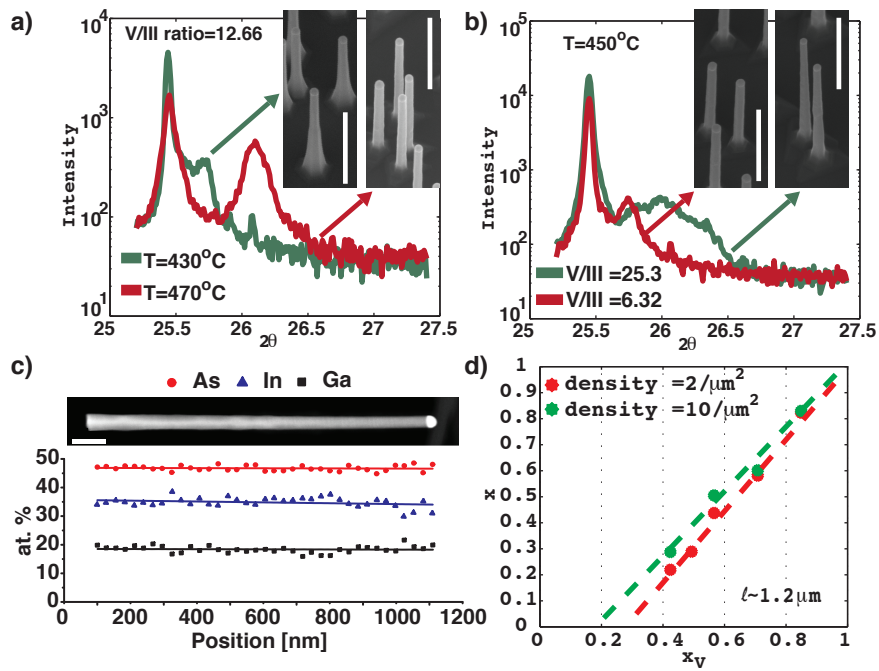 a)
V/III ratio=12.66
10⁴
10³
10²
10¹
Intensity
T=430°C
T=470°C
25
25.5
26
26.5
27
27.5
2θ
b)
T=450°C
10⁵
10⁴
10³
10²
10¹
Intensity
V/III =25.3
V/III =6.32
25
25.5
26
26.5
27
27.5
2θ
c)
As
In
Ga
50
40
30
20
10
0
at. %
0
200
400
600
800
1000
1200
Position [nm]
d)
density =2/μm²
density =10/μm²
1
0.9
0.8
0.7
0.6
0.5
0.4
0.3
0.2
0.1
0
x
ℓ~1.2μm
0
0.2
0.4
0.6
0.8
1
x_V